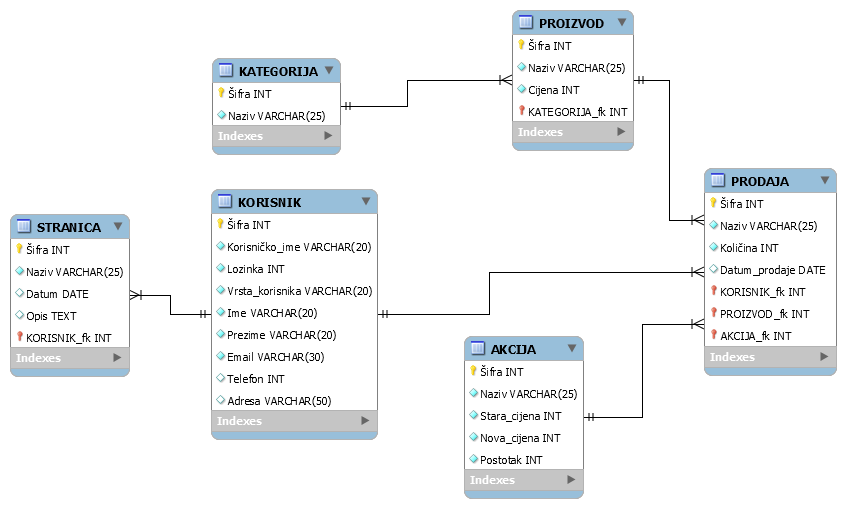 PROIZVOD
Šifra INT
Naziv VARCHAR(25)
Cijena INT
KATEGORIJA_fk INT
Indexes
KATEGORIJA
Šifra INT
Naziv VARCHAR(25)
Indexes
PRODAJA
Šifra INT
Naziv VARCHAR(25)
Količina INT
Datum_prodaje DATE
KORISNIK_fk INT
PROIZVOD_fk INT
AKCIJA_fk INT
Indexes
KORISNIK
Šifra INT
Korisničko_ime VARCHAR(20)
Lozinka INT
Vrsta_korisnika VARCHAR(20)
Ime VARCHAR(20)
Prezime VARCHAR(20)
Email VARCHAR(30)
Telefon INT
Adresa VARCHAR(50)
Indexes
STRANICA
Šifra INT
Naziv VARCHAR(25)
Datum DATE
Opis TEXT
KORISNIK_fk INT
Indexes
AKCIJA
Šifra INT
Naziv VARCHAR(25)
Stara_cijena INT
Nova_cijena INT
Postotak INT
Indexes